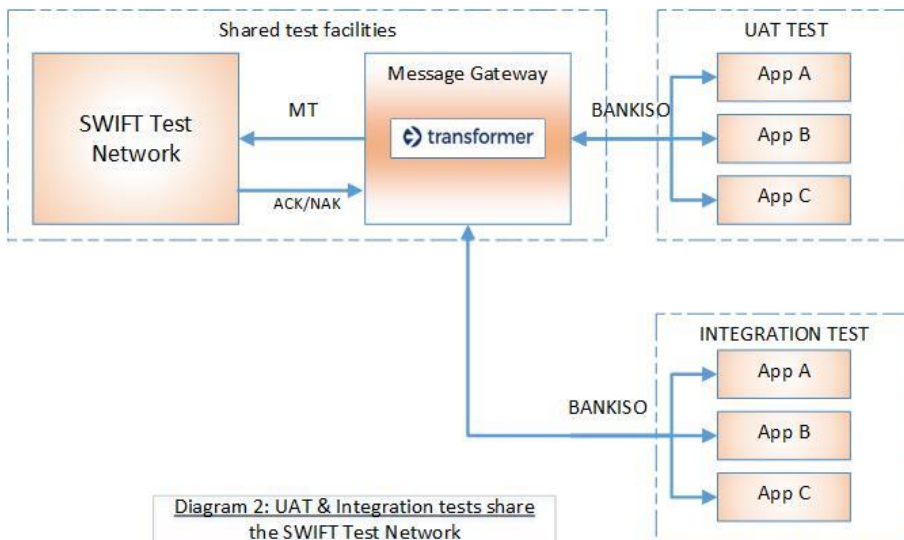 Shared test facilities
SWIFT Test
Network
MT
ACK/NAK
Message Gateway
transformer
BANKISO
UAT TEST
App A
App B
App C
INTEGRATION TEST
App A
App B
App C
BANKISO
Diagram 2: UAT & Integration tests share
the SWIFT Test Network